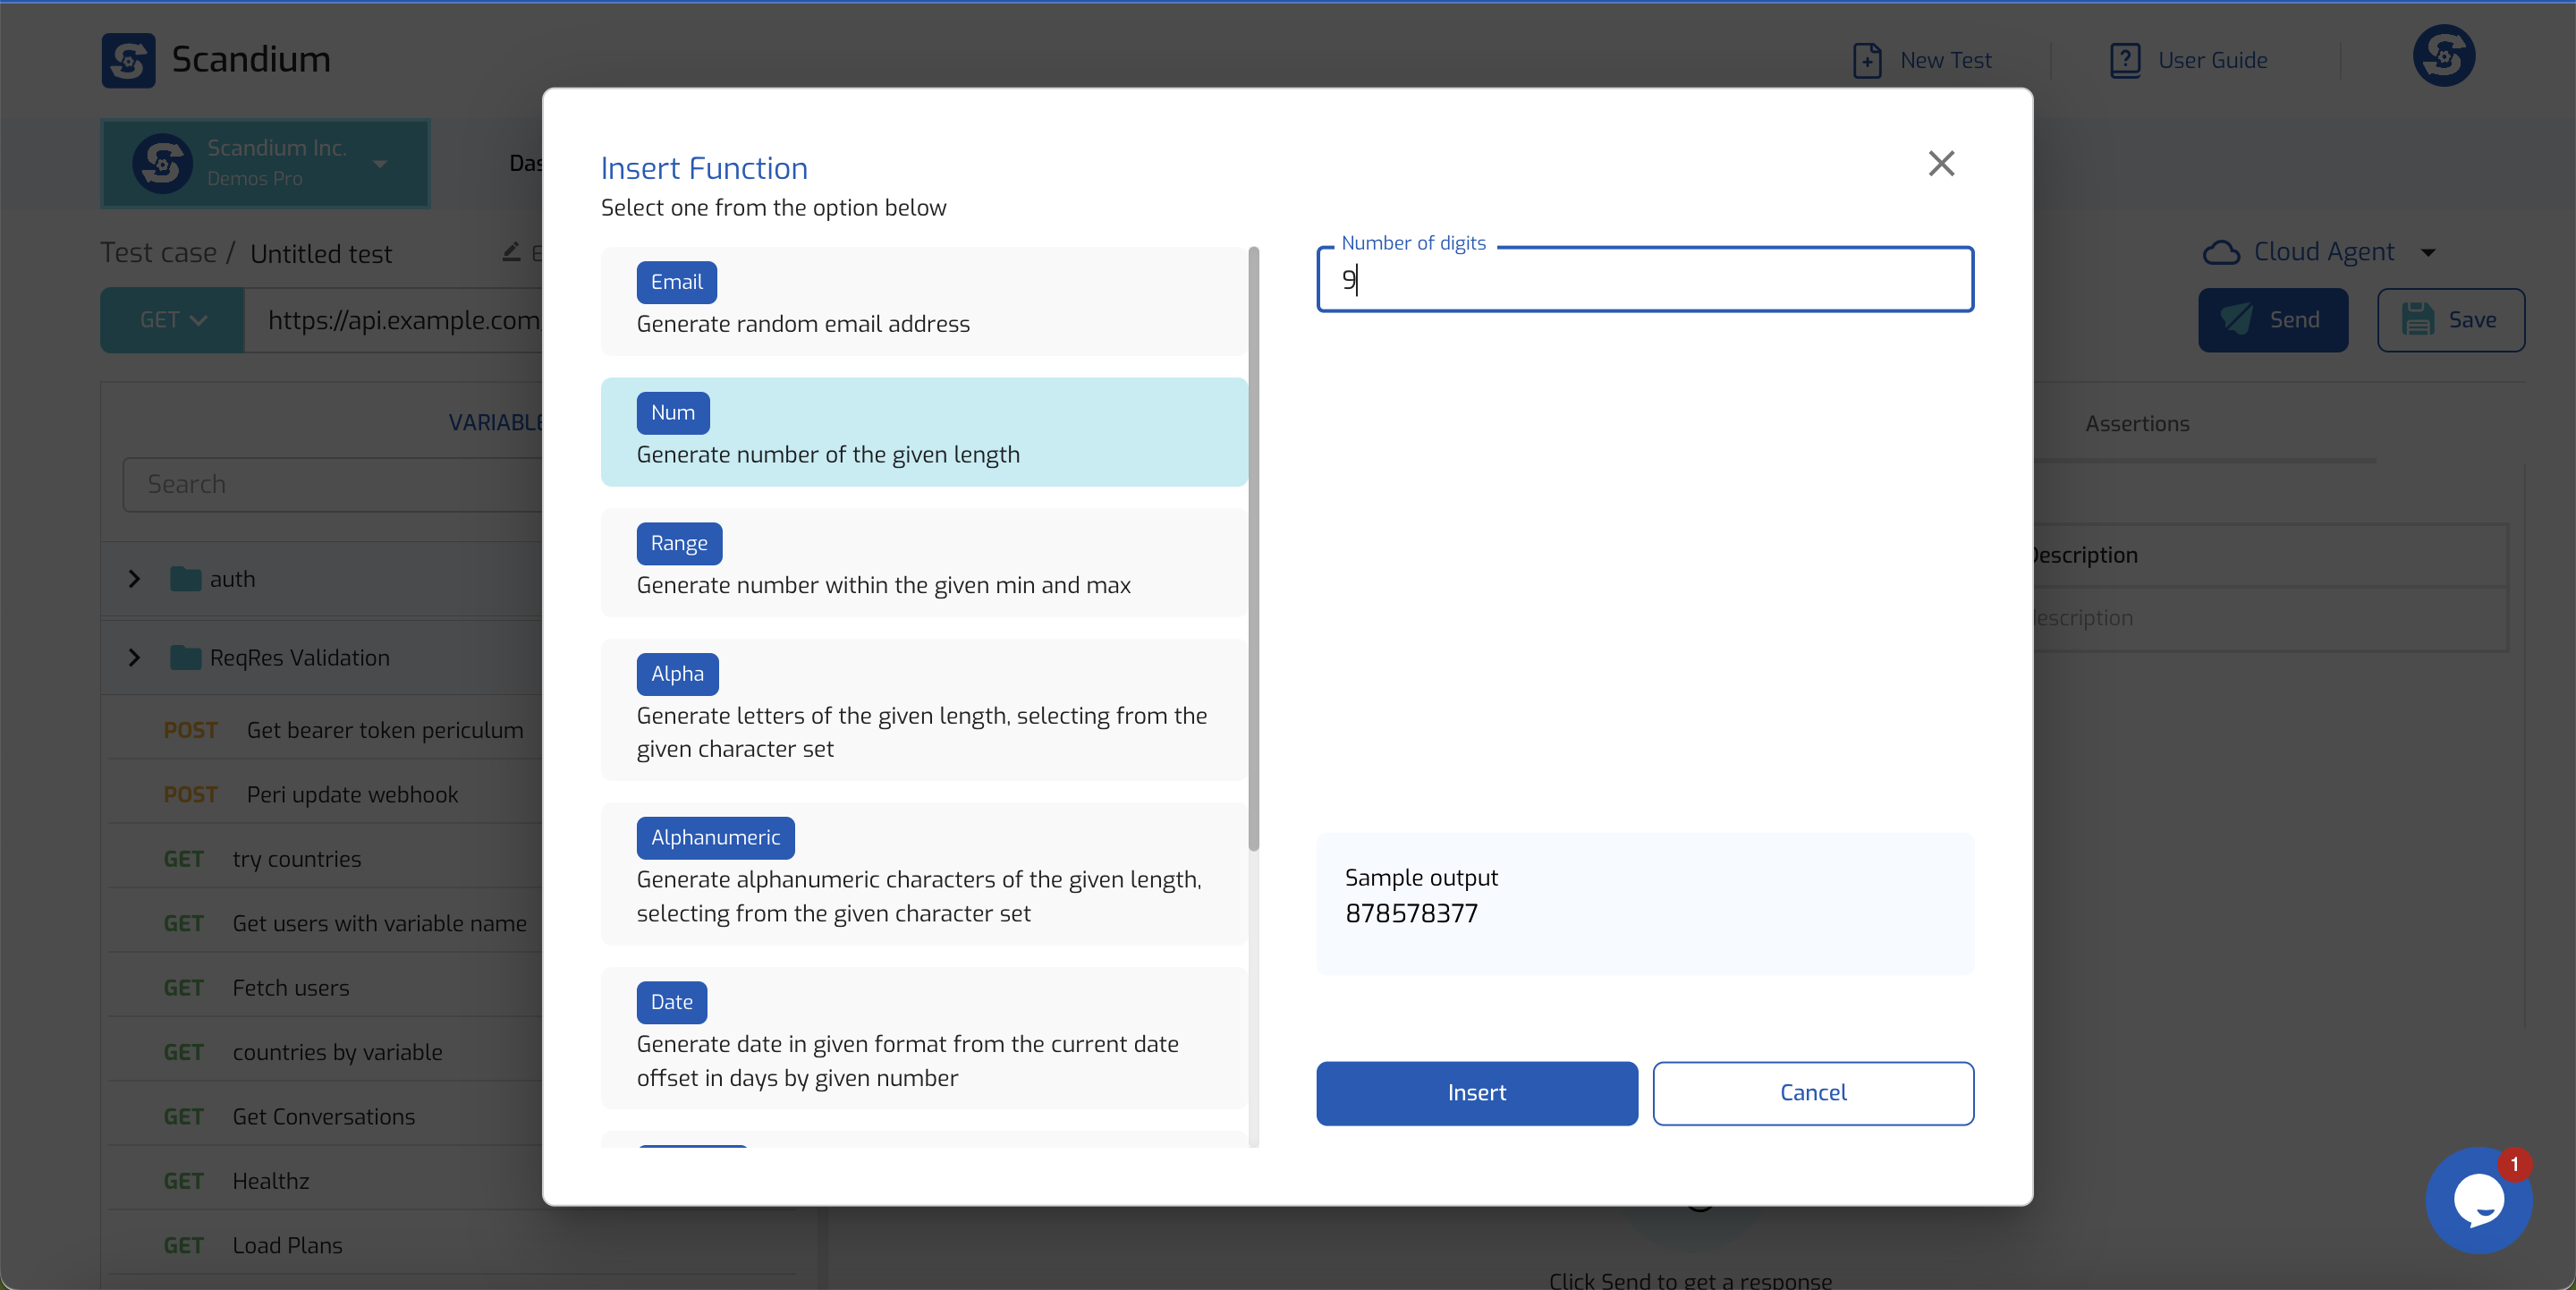 Scandium
New Test
User Guide
Scandium Inc.
Demos Pro
Test case / Untitled test
Cloud Agent
GET
https://api.example.com
Send
Save
VARIABLE
Assertions
Search
auth
ReqRes Validation
POST Get bearer token periculum
POST Peri update webhook
GET try countries
GET Get users with variable name
GET Fetch users
GET countries by variable
GET Get Conversations
GET Healthz
GET Load Plans
Insert Function
Select one from the option below
Email
Generate random email address
Num
Generate number of the given length
Range
Generate number within the given min and max
Alpha
Generate letters of the given length, selecting from the
given character set
Alphanumeric
Generate alphanumeric characters of the given length,
selecting from the given character set
Date
Generate date in given format from the current date
offset in days by given number
Number of digits
9
Sample output
878578377
Insert
Cancel
Description
escription
Click Send to get a response
1